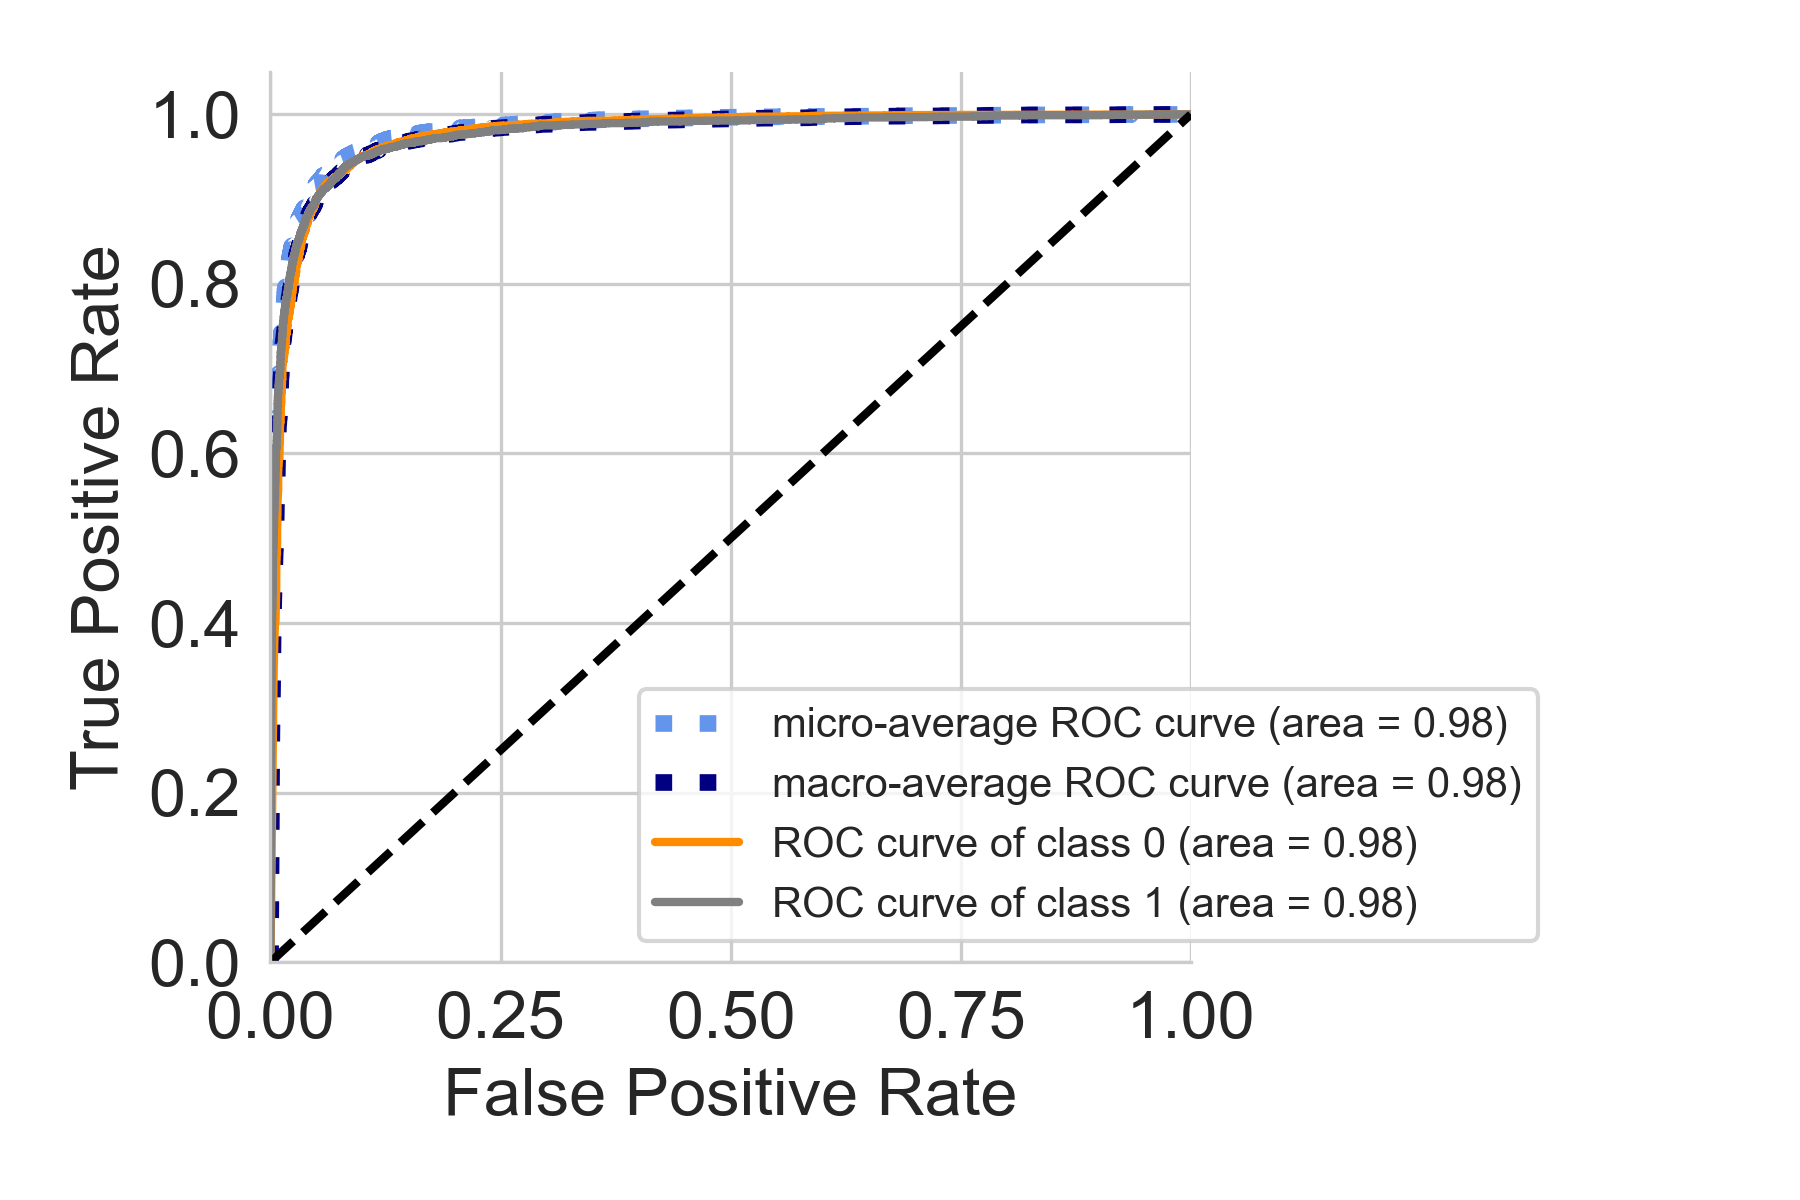 True Positive Rate
1.0
0.8
0.6
0.4
0.2
0.0
0.00 0.25 0.50 0.75 1.00
False Positive Rate
micro-average ROC curve (area = 0.98)
macro-average ROC curve (area = 0.98)
ROC curve of class 0 (area = 0.98)
ROC curve of class 1 (area = 0.98)